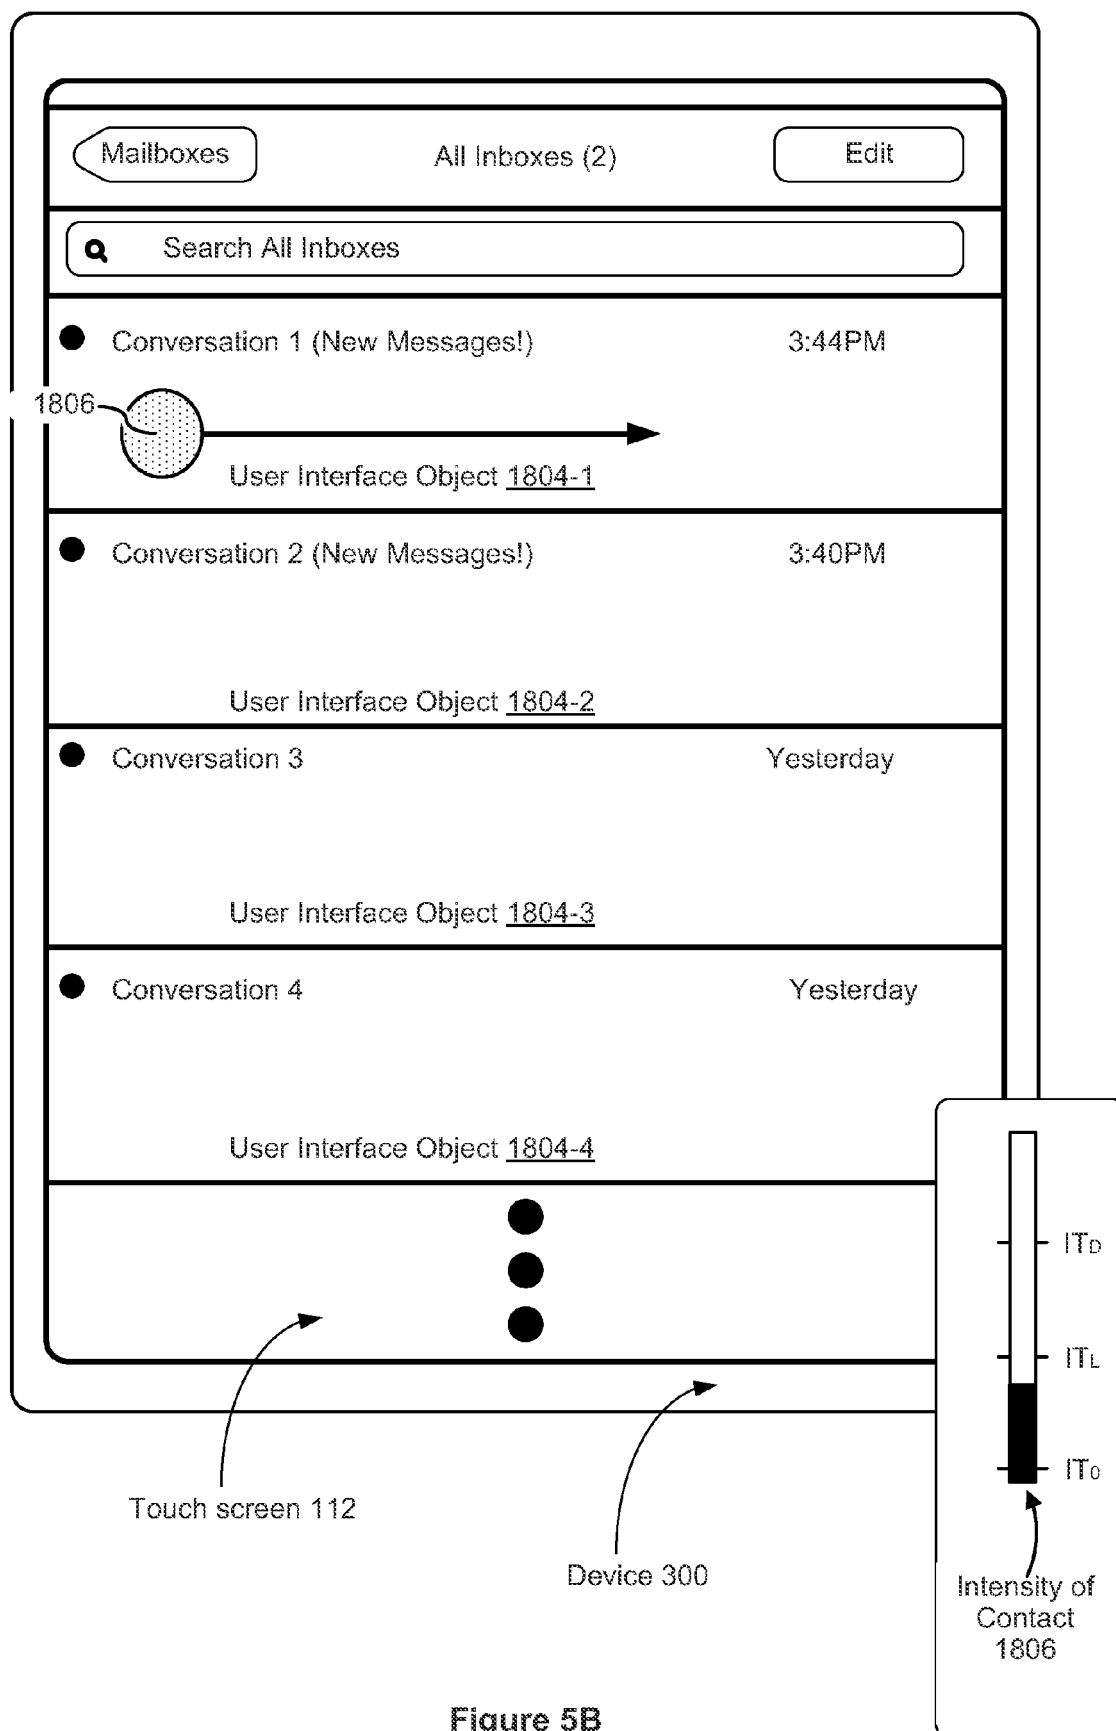 Mailboxes
All Inboxes (2)
Edit
Search All Inboxes
Conversation 1 (New Messages!)
3:44PM
1806
User Interface Object 1804-1
Conversation 2 (New Messages!)
3:40PM
User Interface Object 1804-2
Conversation 3
Yesterday
User Interface Object 1804-3
Conversation 4
Yesterday
User Interface Object 1804-4
ITD
ITL
IT0
Touch screen 112
Device 300
Intensity of
Contact
1806
Figure 5B